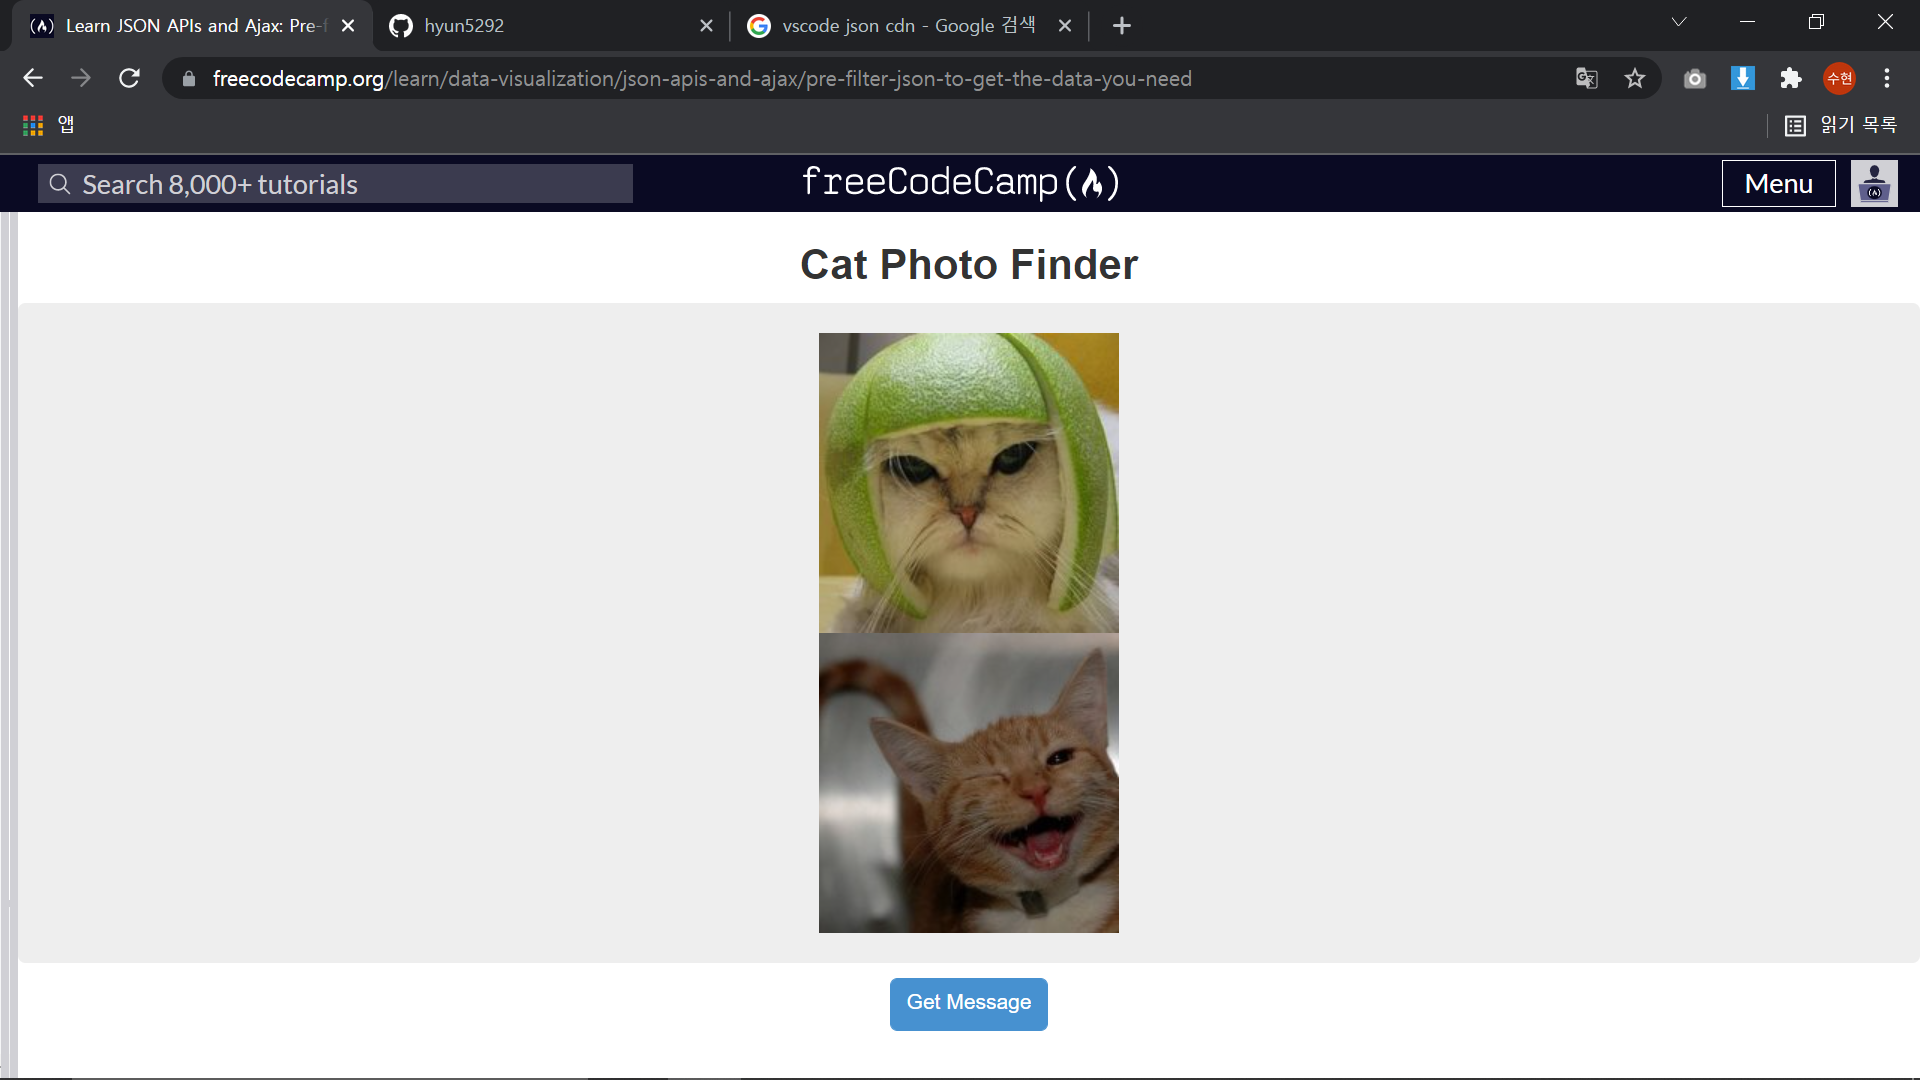 Learn JSON APIs and Ajax: Pre-f
hyun5292
vscode json cdn - Google 검색
freecodecamp.org/learn/data-visualization/json-apis-and-ajax/pre-filter-json-to-get-the-data-you-need
수현
앱
읽기 목록
Search 8,000+ tutorials
freeCodeCamp(🔥)
Menu
Cat Photo Finder
Get Message